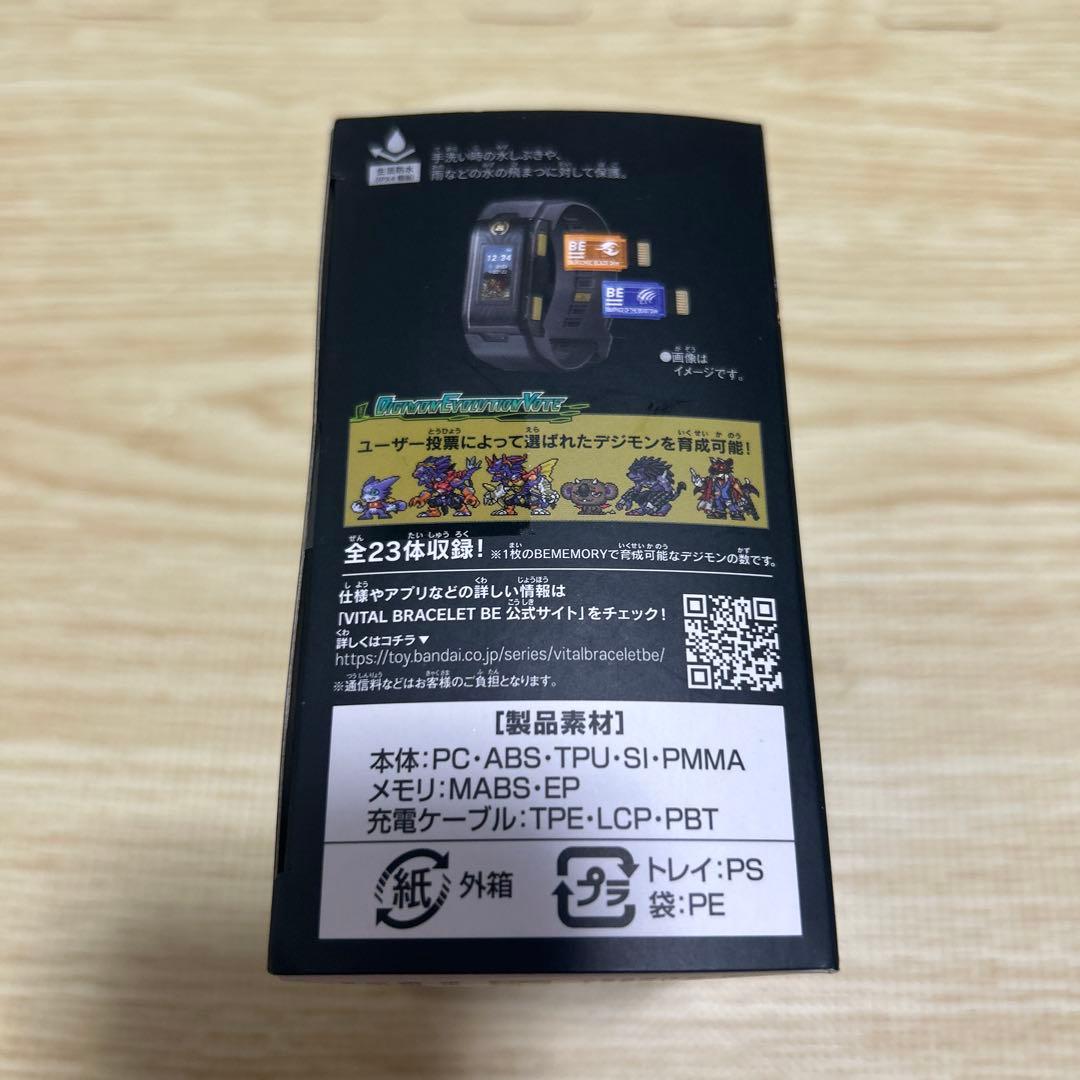 生活防水
手洗い時の水しぶきや、
雨などの水の飛まつに対して保護。
12:34
BE
BE
●画像は
イメージです。
DIGIMON EVOLUTION VOTE
ユーザー投票によって選ばれたデジモンを育成可能!
全23体収録! ※1枚のBEMEMORYで育成可能なデジモンの数です。
仕様やアプリなどの詳しい情報は
「VITAL BRACELET BE 公式サイト」をチェック!
詳しくはコチラ▼
https://toy.bandai.co.jp/series/vitalbraceletbe/
※通信料などはお客様のご負担となります。
[製品素材]
本体:PC・ABS・TPU・SI・PMMA
メモリ:MABS・EP
充電ケーブル:TPE・LCP・PBT
紙 外箱
プラ トレイ:PS
袋:PE